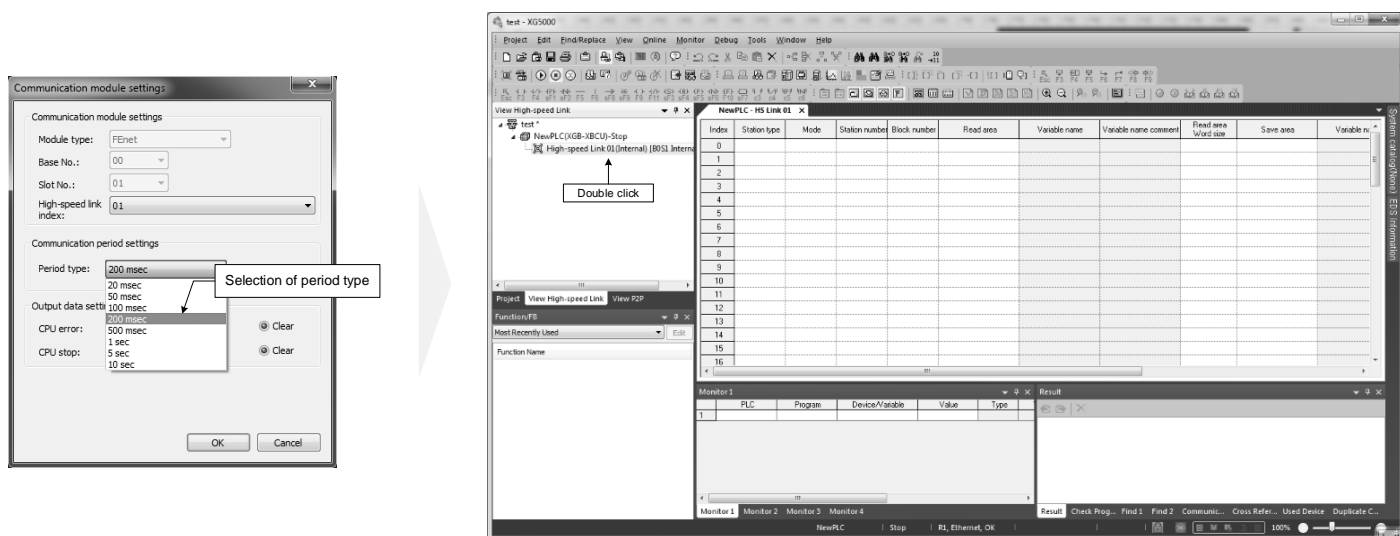 Communication module settings
Communication module settings
Module type: FEnet
Base No.: 00
Slot No.: 01
High-speed link
index: 01
Communication period settings
Period type: 200 msec
Selection of period type
20 msec
50 msec
Output data setti 100 msec
200 msec
CPU error: 500 msec Clear
1 sec
CPU stop: 5 sec Clear
10 sec
OK Cancel
test - XG5000
Project Edit Find/Replace View Online Monitor Debug Tools Window Help
View High-speed Link
test *
NewPLC(XGB-XBCU)-Stop
High-speed Link 01(Internal) [B0S1 Interna
Double click
Project View High-speed Link View P2P
Function/FB
Most Recently Used Edit
Function Name
NewPLC - HS Link 01
Index Station type Mode Station number Block number Read area Variable name Variable name comment Read area Word size Save area Variable na
0
1
2
3
4
5
6
7
8
9
10
11
12
13
14
15
16
System catalog(None) EDS information
Monitor 1
PLC Program Device/Variable Value Type
1
Monitor 1 Monitor 2 Monitor 3 Monitor 4
Result
Result Check Prog... Find 1 Find 2 Communic... Cross Refer... Used Device Duplicate C...
NewPLC Stop R1, Ethernet, OK 100%